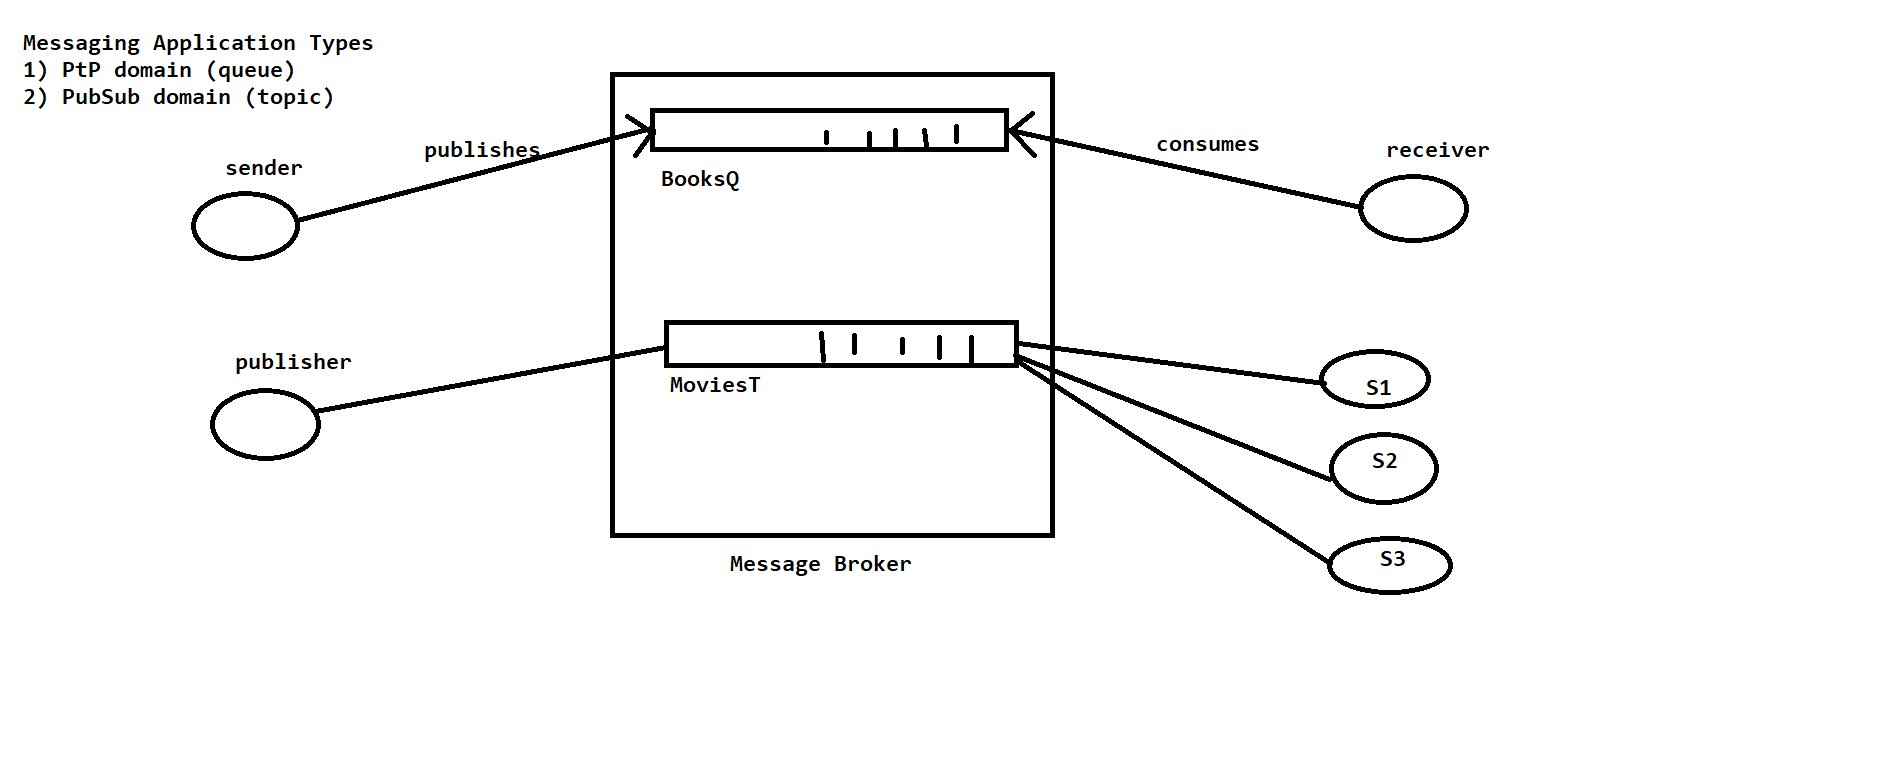 Messaging Application Types
1) PtP domain (queue)
2) PubSub domain (topic)
publishes
sender
BooksQ
consumes
receiver
publisher
MoviesT
S1
S2
S3
Message Broker